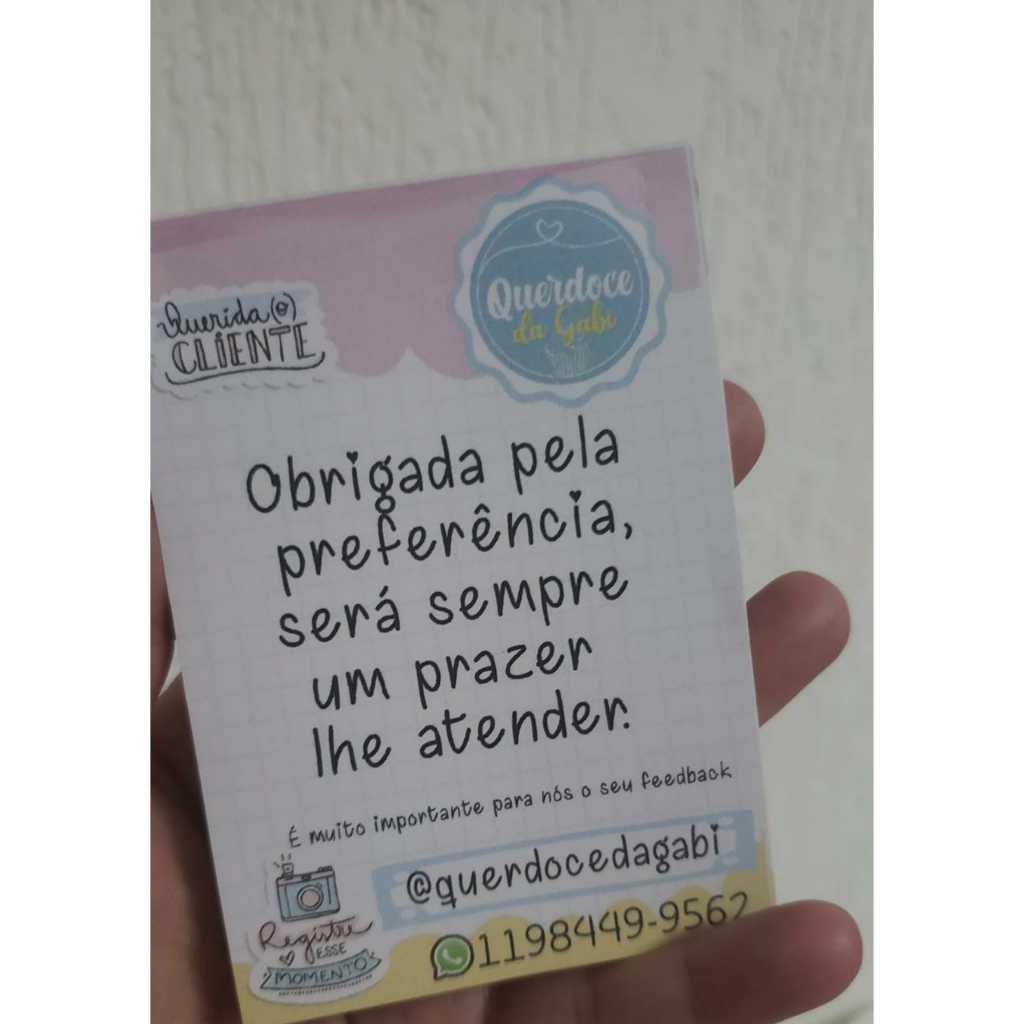 Querdoce
da Gabi
Querida(o)
CLIENTE
Obrigada pela
preferência,
será sempre
um prazer
lhe atender.
É muito importante para nós o seu feedback
@querdocedagabi
Registre
ESSE
MOMENTO
1198449-9562